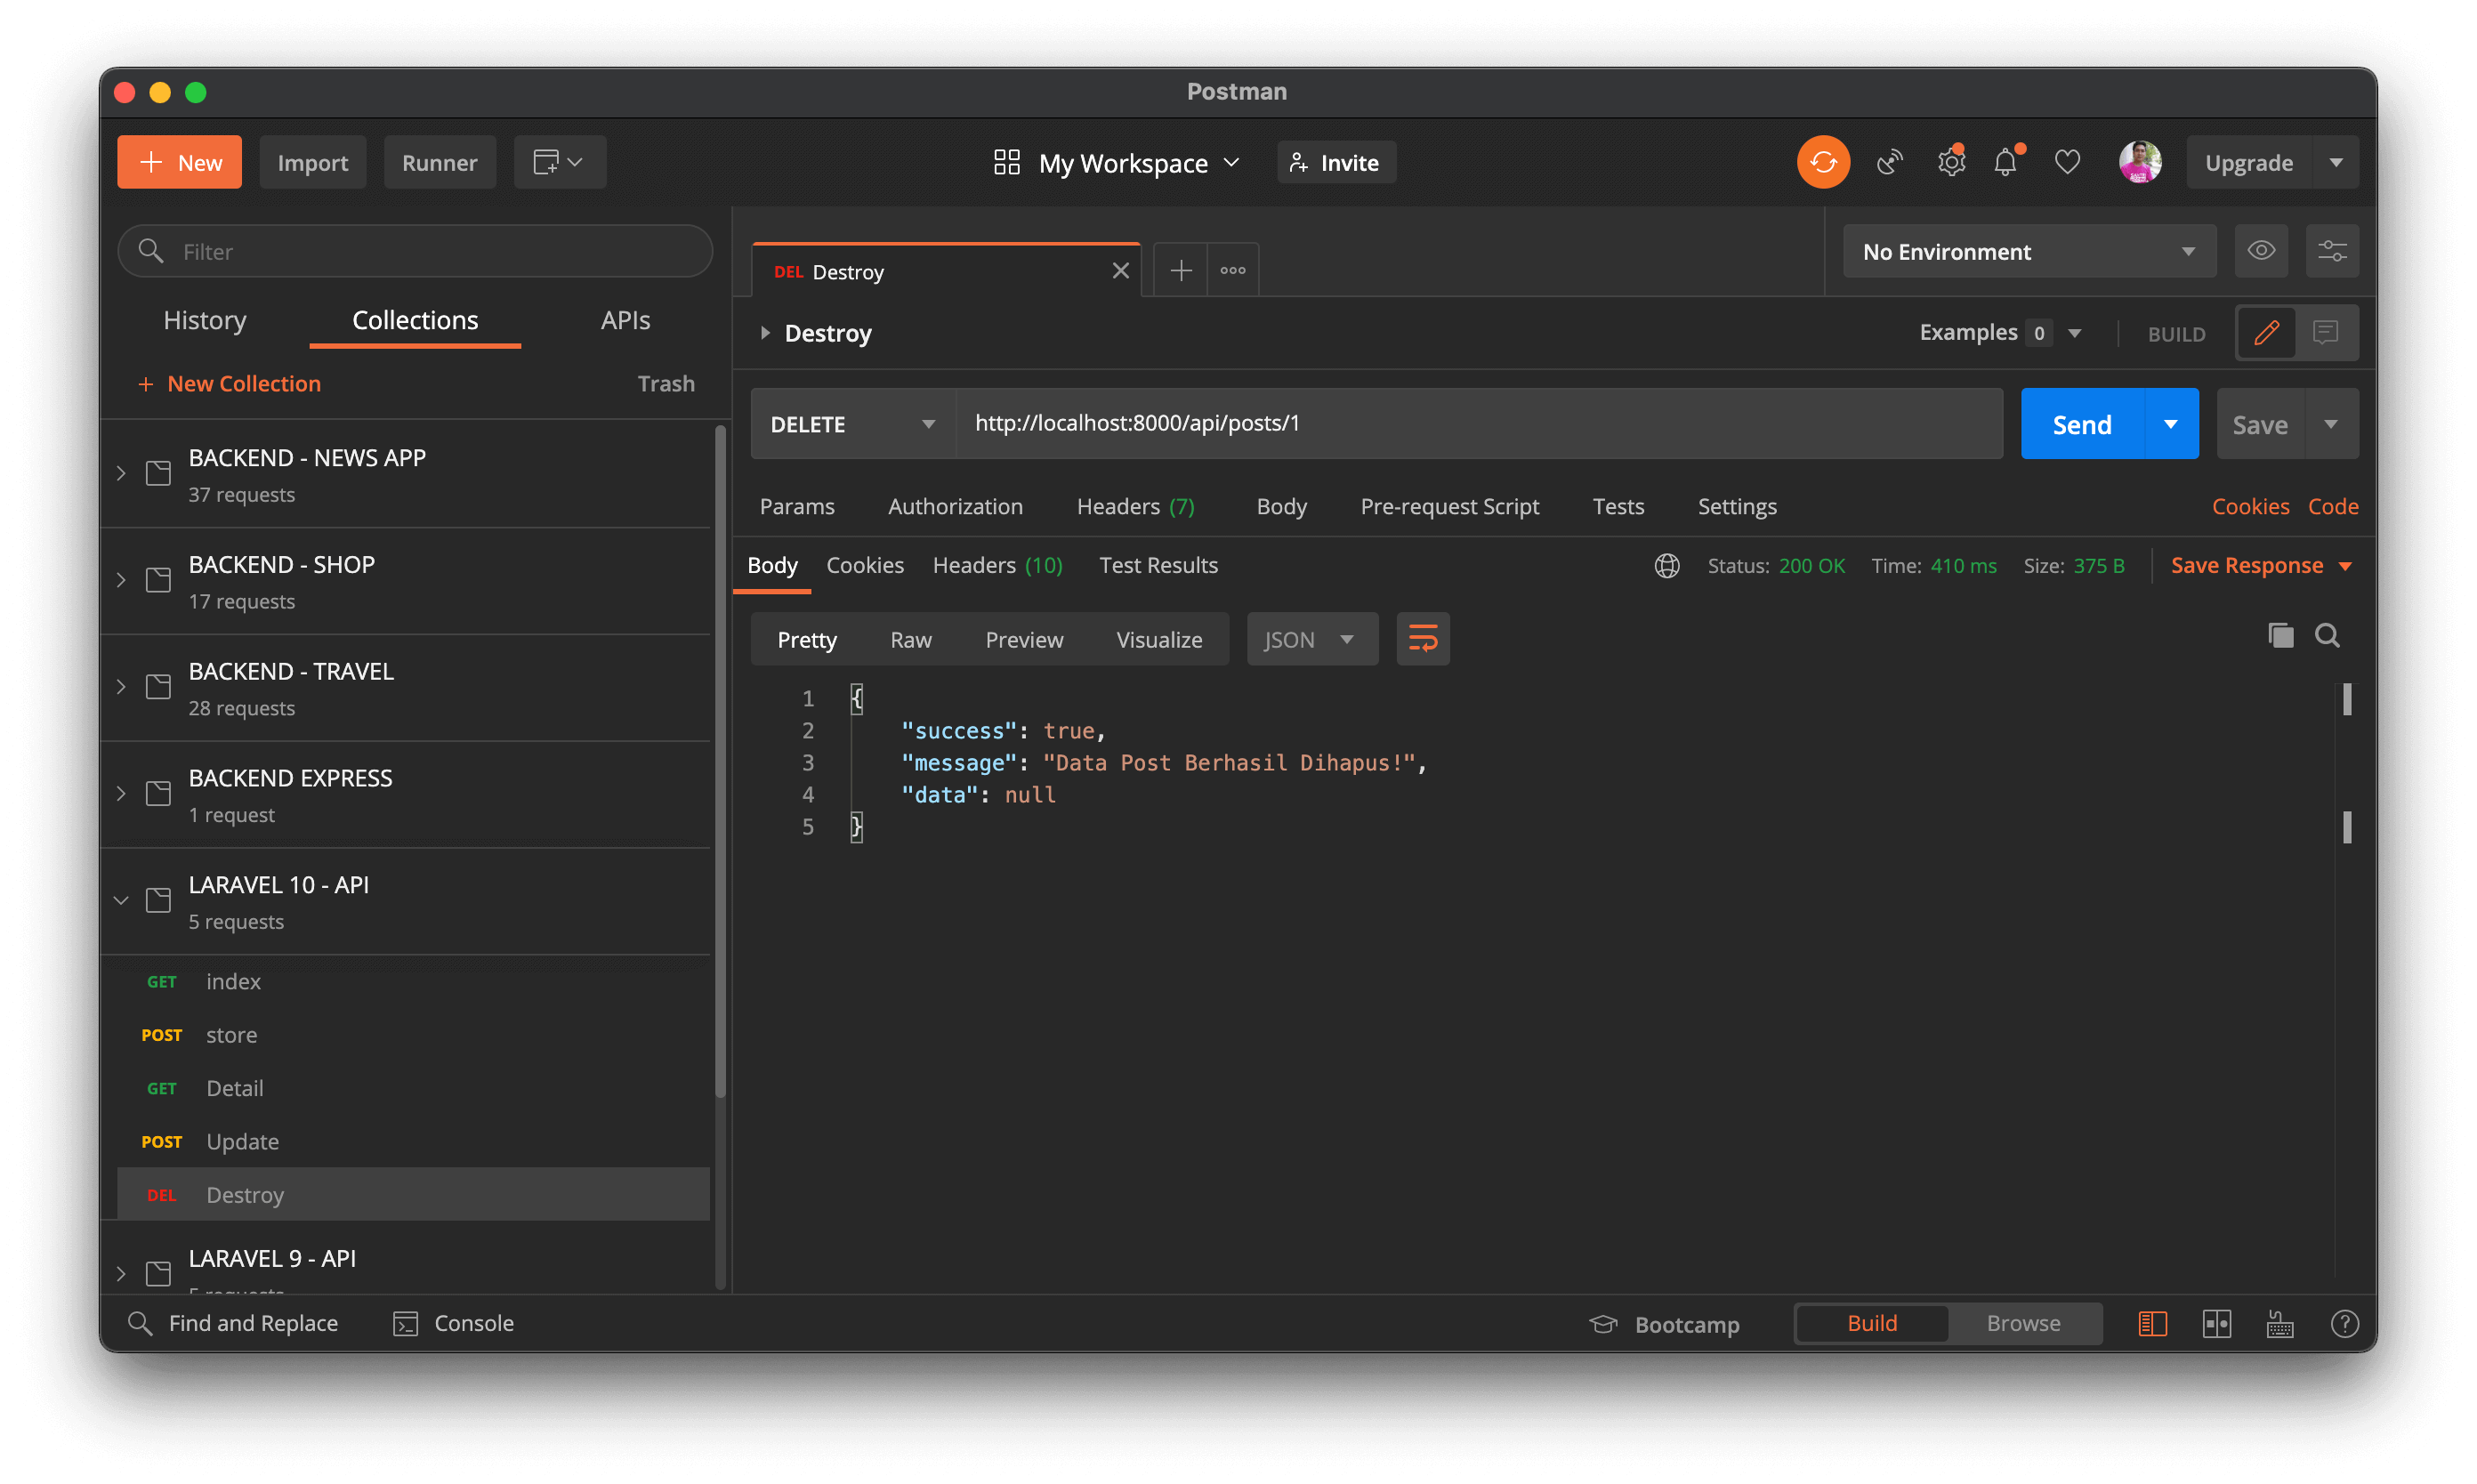 Postman
New Import Runner
My Workspace Invite
Upgrade
Filter
History Collections APIs
New Collection Trash
BACKEND - NEWS APP
37 requests
BACKEND - SHOP
17 requests
BACKEND - TRAVEL
28 requests
BACKEND EXPRESS
1 request
LARAVEL 10 - API
5 requests
GET index
POST store
GET Detail
POST Update
DEL Destroy
LARAVEL 9 - API
5 requests
DEL Destroy
No Environment
Destroy
Examples 0 BUILD
DELETE http://localhost:8000/api/posts/1 Send Save
Params Authorization Headers (7) Body Pre-request Script Tests Settings Cookies Code
Body Cookies Headers (10) Test Results Status: 200 OK Time: 410 ms Size: 375 B Save Response
Pretty Raw Preview Visualize JSON
1 {
2 "success": true,
3 "message": "Data Post Berhasil Dihapus!",
4 "data": null
5 }
Find and Replace Console Bootcamp Build Browse